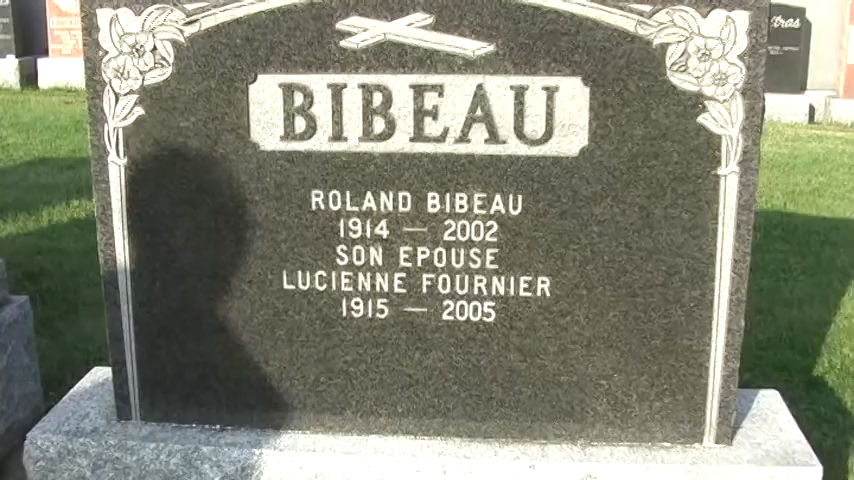 BIBEAU
ROLAND BIBEAU
1914 — 2002
SON EPOUSE
LUCIENNE FOURNIER
1915 — 2005